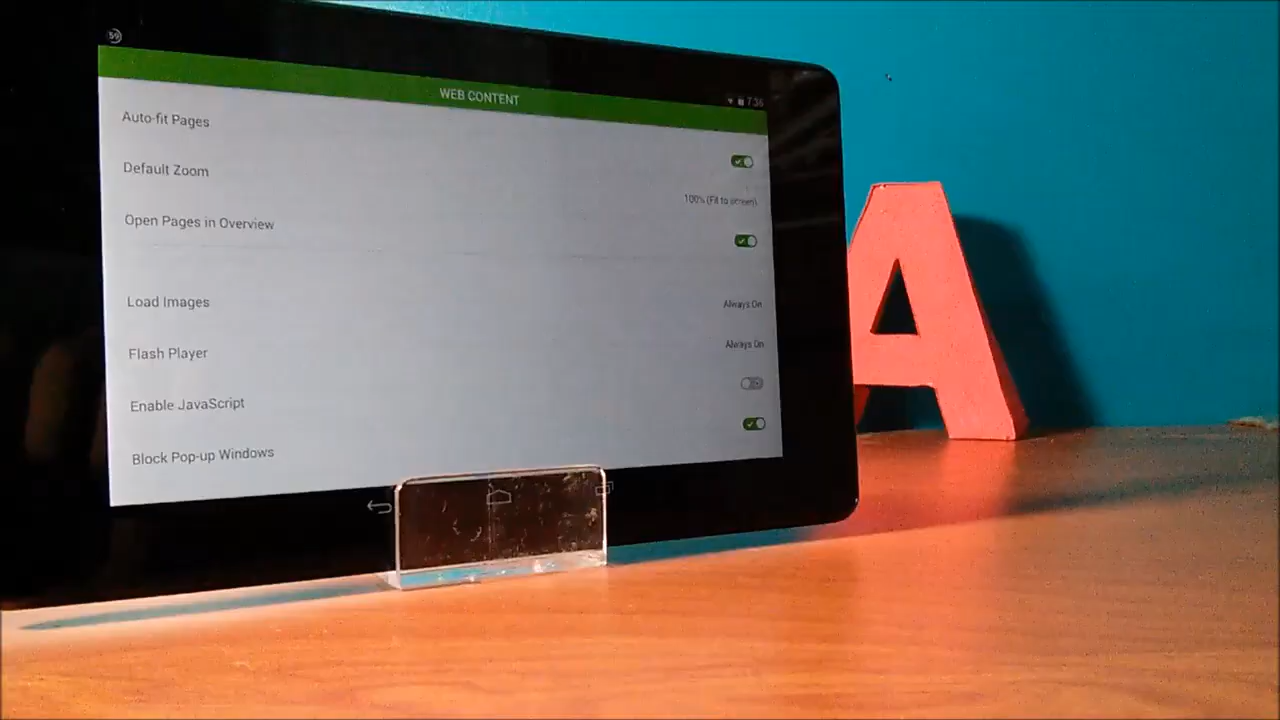 59
WEB CONTENT
7:36
Auto-fit Pages
Default Zoom
100% (Fit to screen)
Open Pages in Overview
Load Images
Always On
Flash Player
Always On
Enable JavaScript
Block Pop-up Windows
A